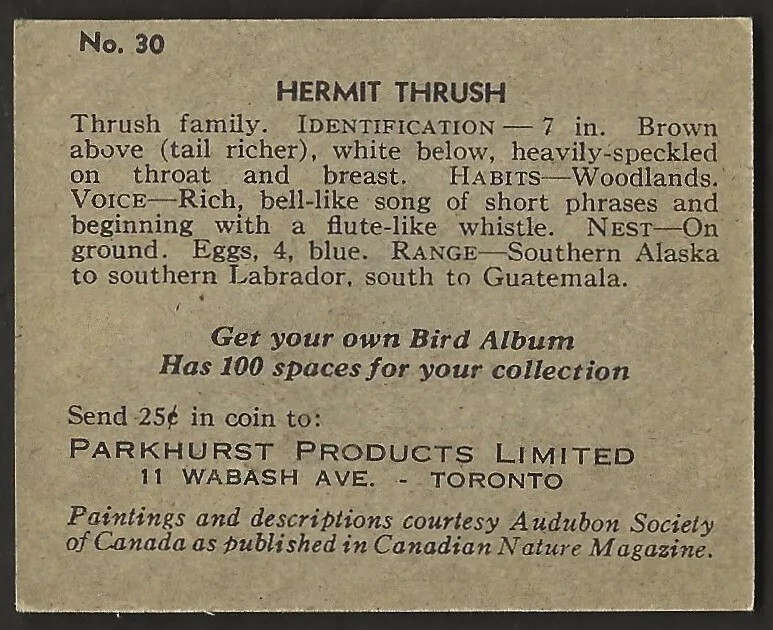 No. 30
HERMIT THRUSH
Thrush family. IDENTIFICATION — 7 in. Brown
above (tail richer), white below, heavily-speckled
on throat and breast. HABITS—Woodlands.
VOICE—Rich, bell-like song of short phrases and
beginning with a flute-like whistle. NEST—On
ground. Eggs, 4, blue. RANGE—Southern Alaska
to southern Labrador, south to Guatemala.
Get your own Bird Album
Has 100 spaces for your collection
Send 25¢ in coin to:
PARKHURST PRODUCTS LIMITED
11 WABASH AVE. - TORONTO
Paintings and descriptions courtesy Audubon Society
of Canada as published in Canadian Nature Magazine.